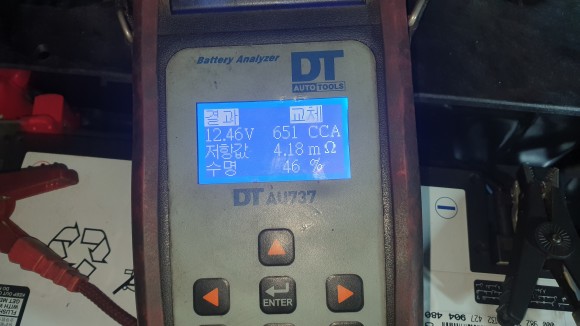 Battery Analyzer
DT
AUTO TOOLS
결과 교체
12.46V 651 CCA
저항값 4.18 mΩ
수명 46 %
DT AU737
ENTER